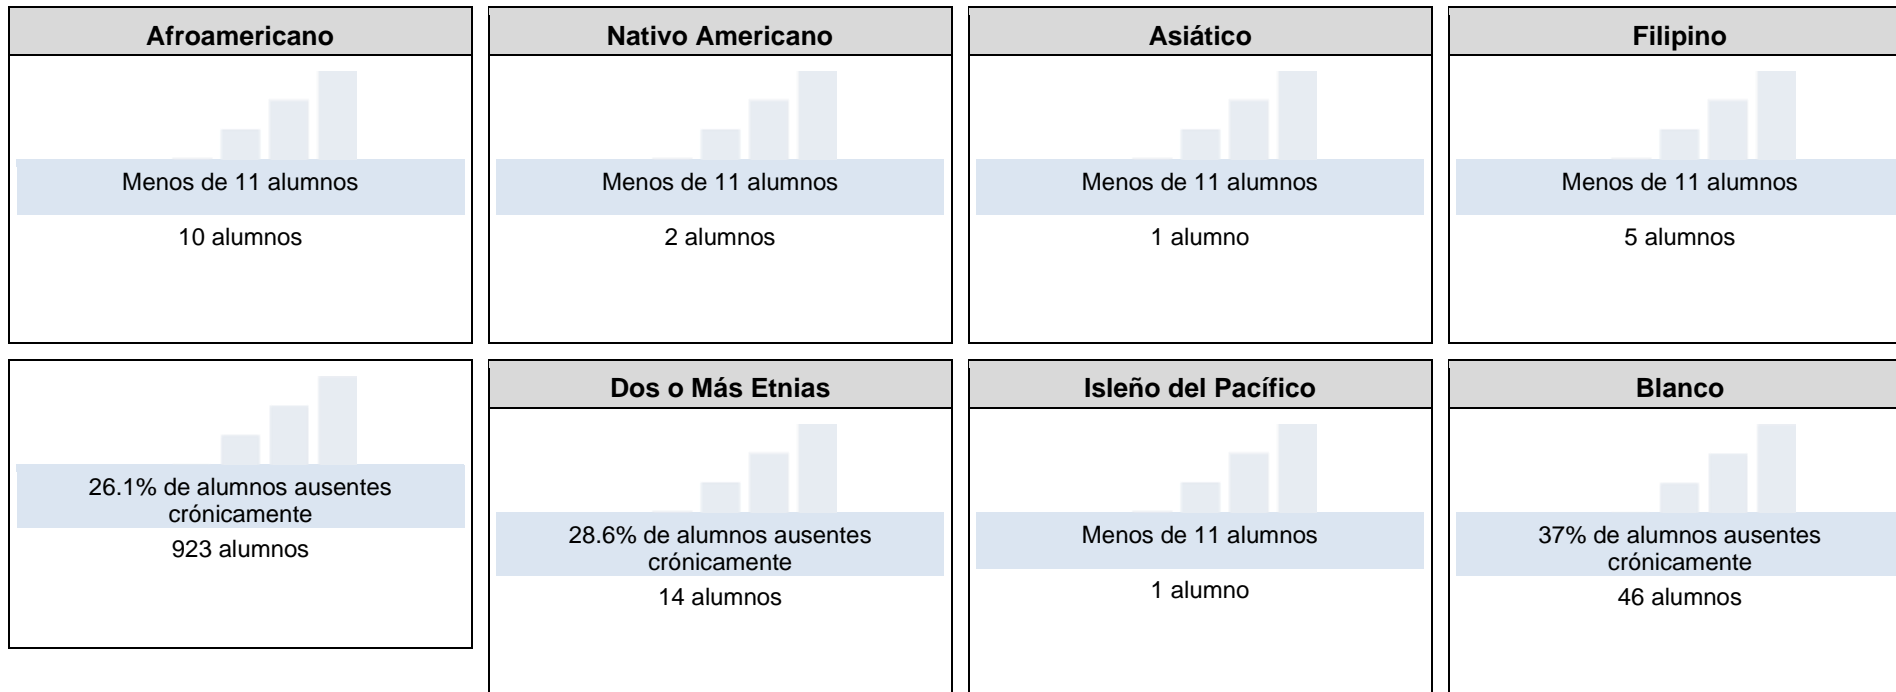 Afroamericano
Menos de 11 alumnos
10 alumnos
Nativo Americano
Menos de 11 alumnos
2 alumnos
Asiático
Menos de 11 alumnos
1 alumno
Filipino
Menos de 11 alumnos
5 alumnos
26.1% de alumnos ausentes
crónicamente
923 alumnos
Dos o Más Etnias
28.6% de alumnos ausentes
crónicamente
14 alumnos
Isleño del Pacífico
Menos de 11 alumnos
1 alumno
Blanco
37% de alumnos ausentes
crónicamente
46 alumnos